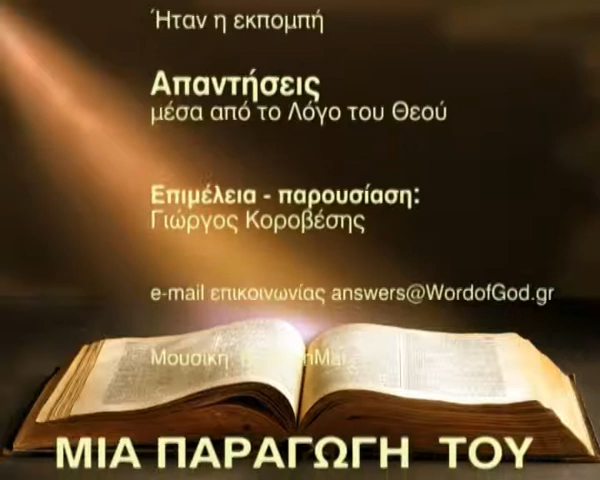 Ήταν η εκπομπή
Απαντήσεις
μέσα από το Λόγο του Θεού
Επιμέλεια - παρουσίαση:
Γιώργος Κοροβέσης
e-mail επικοινωνίας answers@WordofGod.gr
Μουσική
ΜΙΑ ΠΑΡΑΓΩΓΗ ΤΟΥ